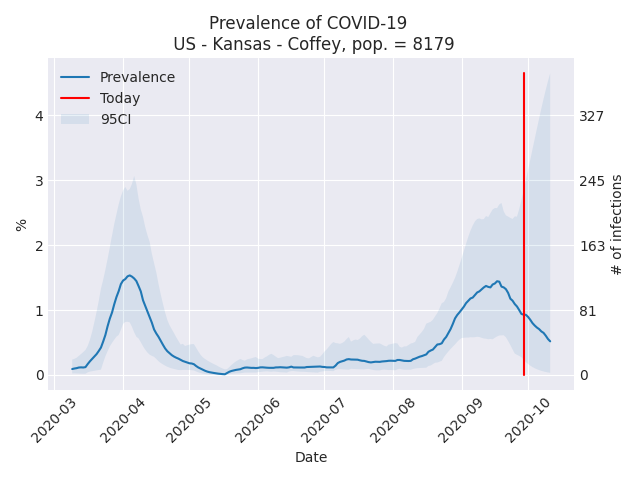 Prevalence of COVID-19
US - Kansas - Coffey, pop. = 8179
Prevalence
Today
95CI
%
4
3
2
1
0
327
245
163
81
0
# of infections
2020-03
2020-04
2020-05
2020-06
2020-07
2020-08
2020-09
2020-10
Date